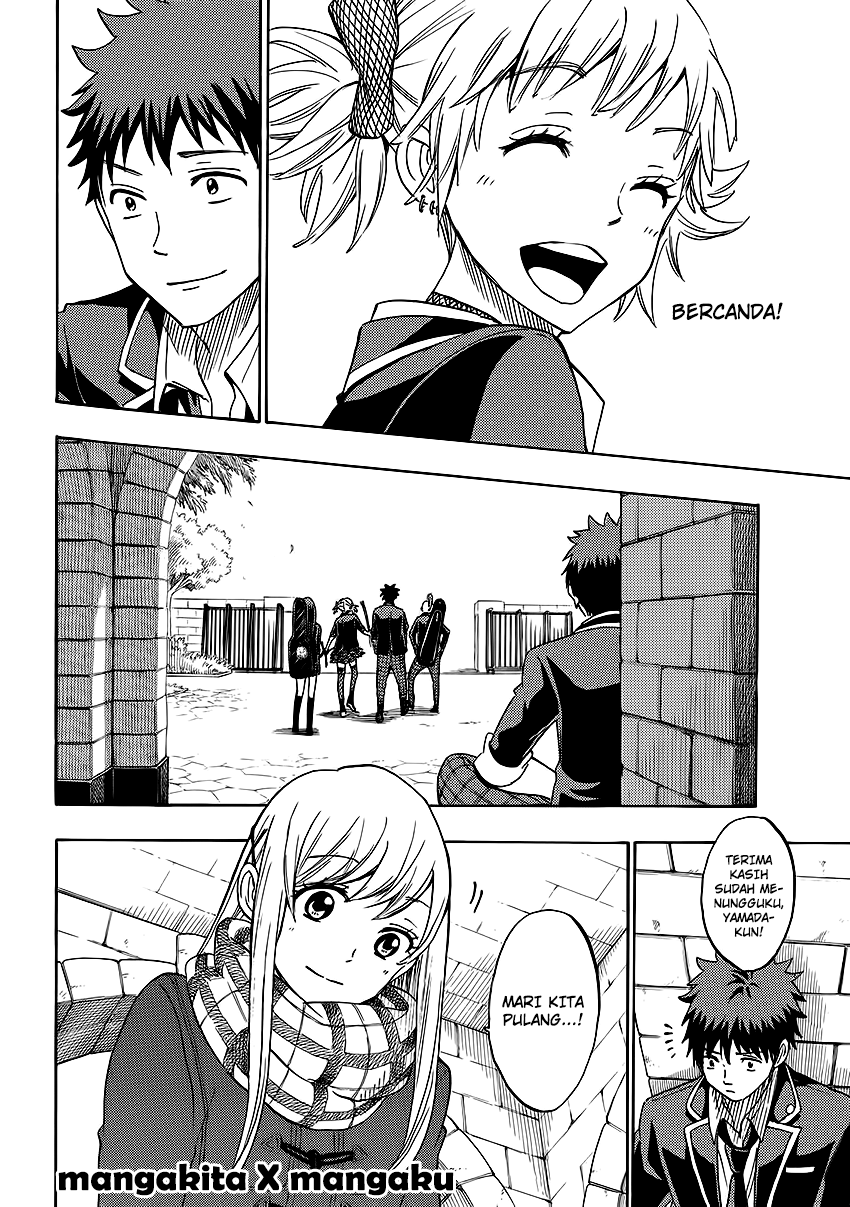 BERCANDA!
TERIMA
KASIH
SUDAH ME-
NUNGGUKU,
YAMADA-
KUN!
MARI KITA
PULANG...!
mangakita X mangaku